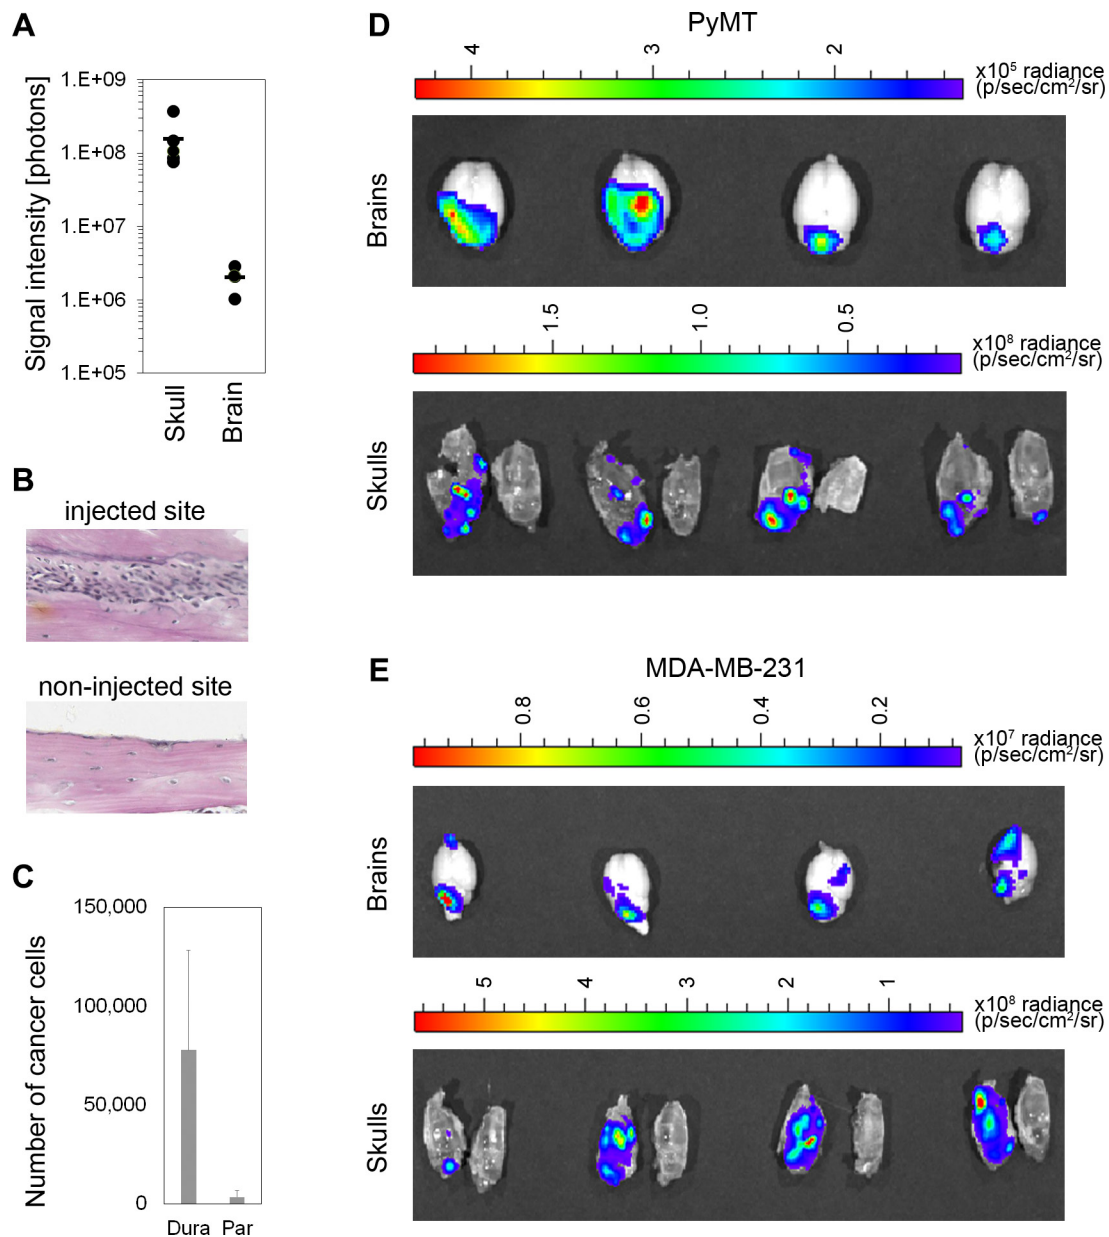 A
Signal intensity [photons]
1.E+09
1.E+08
1.E+07
1.E+06
1.E+05
Skull
Brain
B
injected site
non-injected site
C
Number of cancer cells
150,000
100,000
50,000
0
Dura Par
D
PyMT
4 3 2
x10⁵ radiance
(p/sec/cm²/sr)
Brains
1.5 1.0 0.5
x10⁸ radiance
(p/sec/cm²/sr)
Skulls
E
MDA-MB-231
0.8 0.6 0.4 0.2
x10⁷ radiance
(p/sec/cm²/sr)
Brains
5 4 3 2 1
x10⁸ radiance
(p/sec/cm²/sr)
Skulls